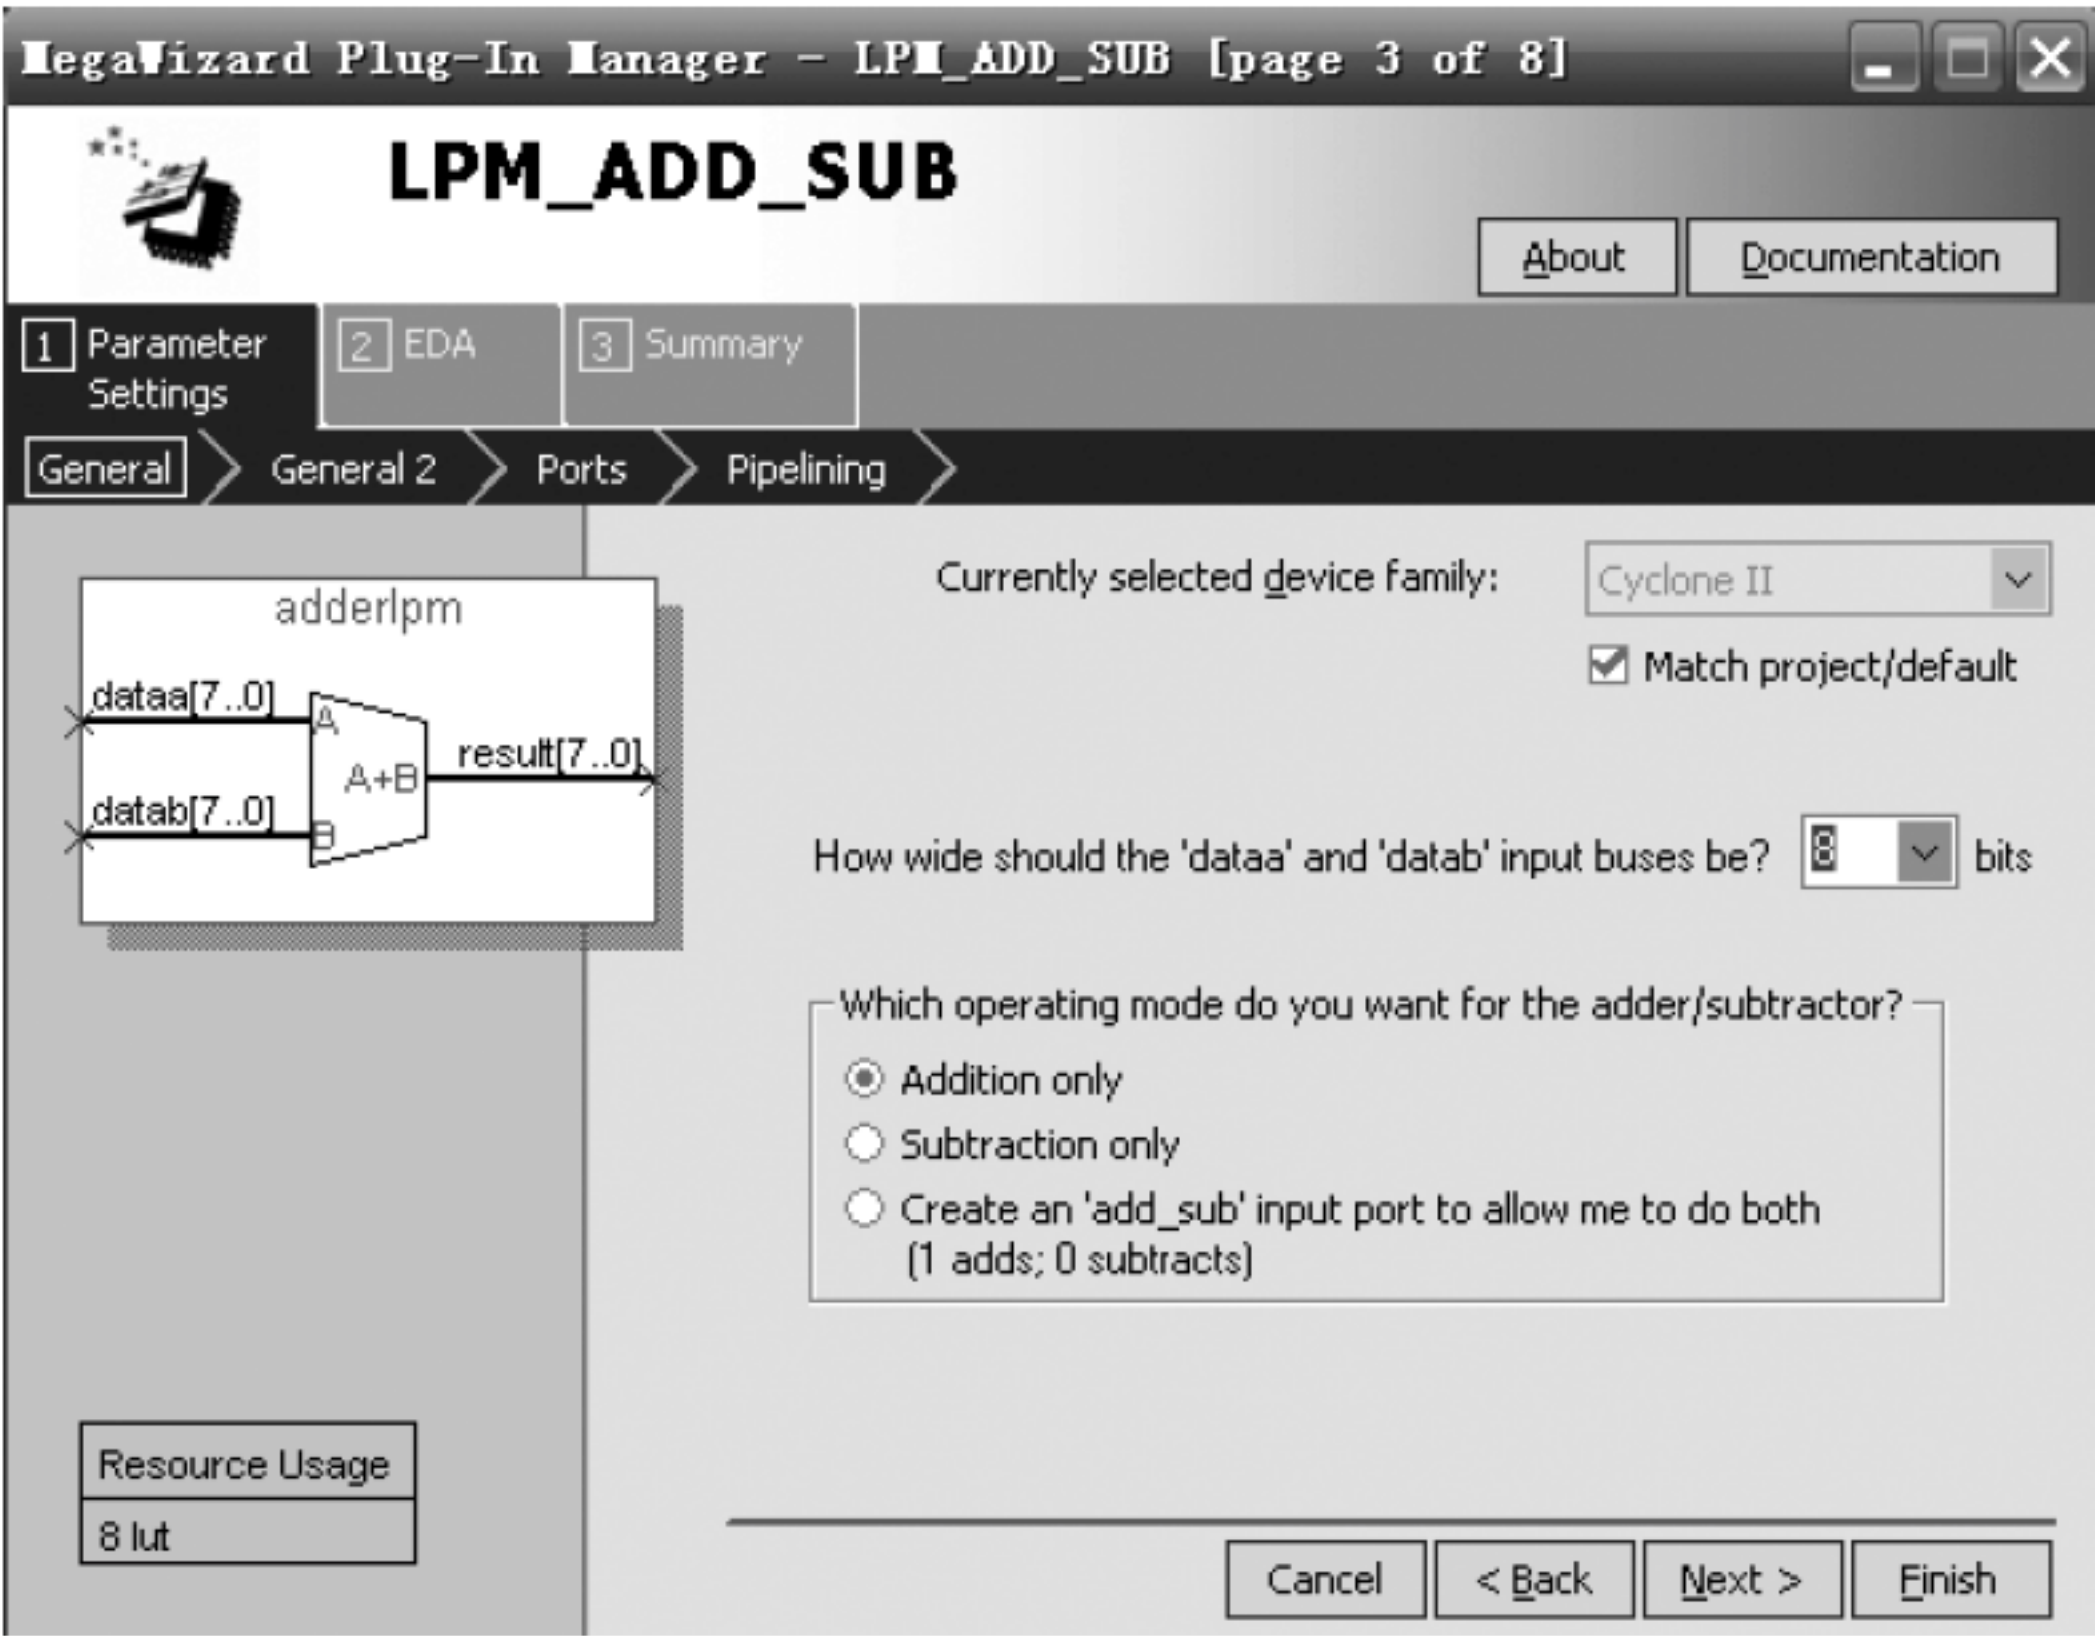 MegaWizard Plug-In Manager - LPM_ADD_SUB [page 3 of 8]
LPM_ADD_SUB
About
Documentation
1 Parameter Settings
2 EDA
3 Summary
General
General 2
Ports
Pipelining
adderlpm
dataa[7..0]
A
A+B
result[7..0]
datab[7..0]
B
Currently selected device family:
Cyclone II
Match project/default
How wide should the 'dataa' and 'datab' input buses be? 8 bits
Which operating mode do you want for the adder/subtractor?
Addition only
Subtraction only
Create an 'add_sub' input port to allow me to do both
(1 adds; 0 subtracts)
Resource Usage
8 lut
Cancel
< Back
Next >
Finish